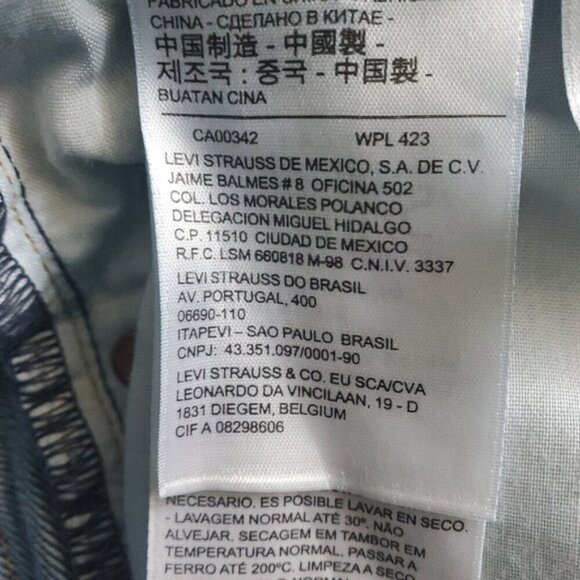 FABRICADO EN
CHINA - СДЕЛАНО В КИТАЕ -
中国制造 - 中國製 -
제조국 : 중국 - 中国製 -
BUATAN CINA
CA00342 WPL 423
LEVI STRAUSS DE MEXICO, S.A. DE C.V.
JAIME BALMES # 8 OFICINA 502
COL. LOS MORALES POLANCO
DELEGACION MIGUEL HIDALGO
C.P. 11510 CIUDAD DE MEXICO
R.F.C. LSM 660818 M-98 C.N.I.V. 3337
LEVI STRAUSS DO BRASIL
AV. PORTUGAL, 400
06690-110
ITAPEVI – SAO PAULO BRASIL
CNPJ: 43.351.097/0001-90
LEVI STRAUSS & CO. EU SCA/CVA
LEONARDO DA VINCILAAN, 19 - D
1831 DIEGEM, BELGIUM
CIF A 08298606
NECESARIO. ES POSIBLE LAVAR EN SECO.
- LAVAGEM NORMAL ATÉ 30º. NÃO
ALVEJAR. SECAGEM EM TAMBOR EM
TEMPERATURA NORMAL. PASSAR A
FERRO ATÉ 200ºC. LIMPEZA A SECO